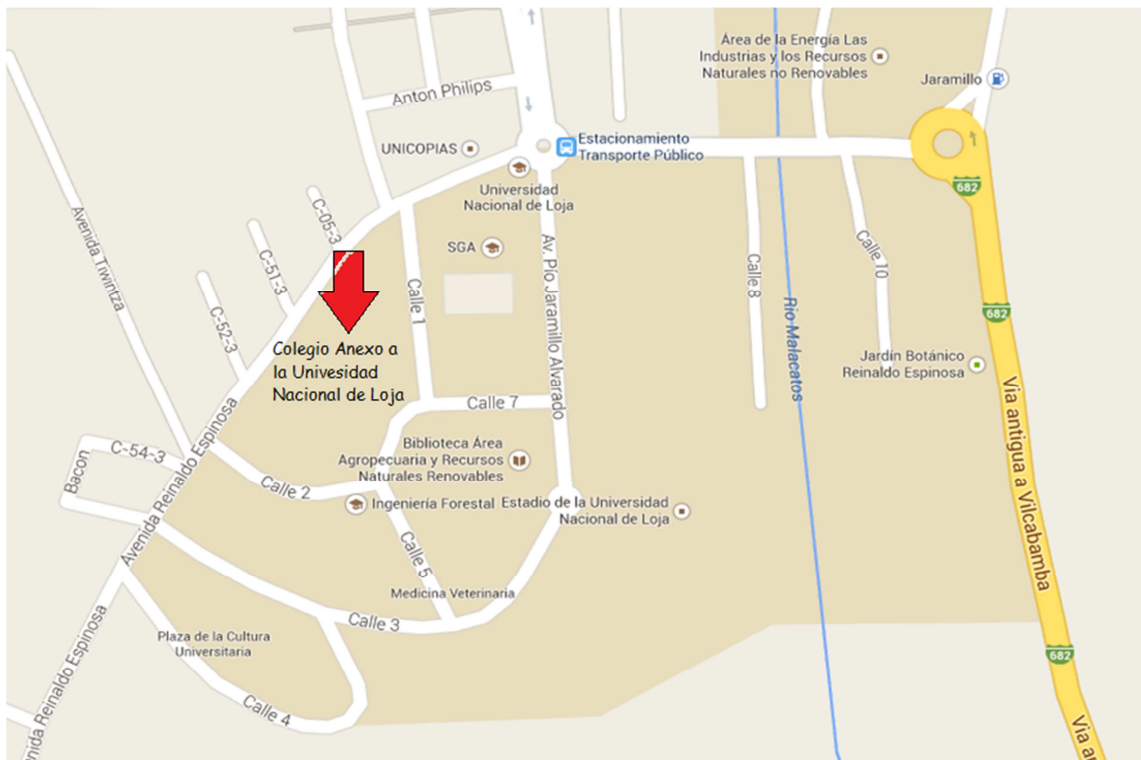 Área de la Energía Las
Industrias y los Recursos
Naturales no Renovables
Jaramillo
Anton Philips
UNICOPIAS
Estacionamiento
Transporte Público
Universidad
Nacional de Loja
682
C-05-3
Avenida Tiwintza
C-51-3
SGA
Av. Pío Jaramillo Alvarado
Calle 10
Calle 8
Calle 1
C-52-3
Rio Malacatos
682
Colegio Anexo a
la Univesidad
Nacional de Loja
Jardín Botánico
Reinaldo Espinosa
Calle 7
Avenida Reinaldo Espinosa
Via antigua a Vilcabamba
C-54-3
Bacon
Biblioteca Área
Agropecuaria y Recursos
Naturales Renovables
Calle 2
Ingeniería Forestal
Estadio de la Universidad
Nacional de Loja
Calle 5
Medicina Veterinaria
Calle 3
Plaza de la Cultura
Universitaria
682
Calle 4
enida Reinaldo Espinosa
Via a